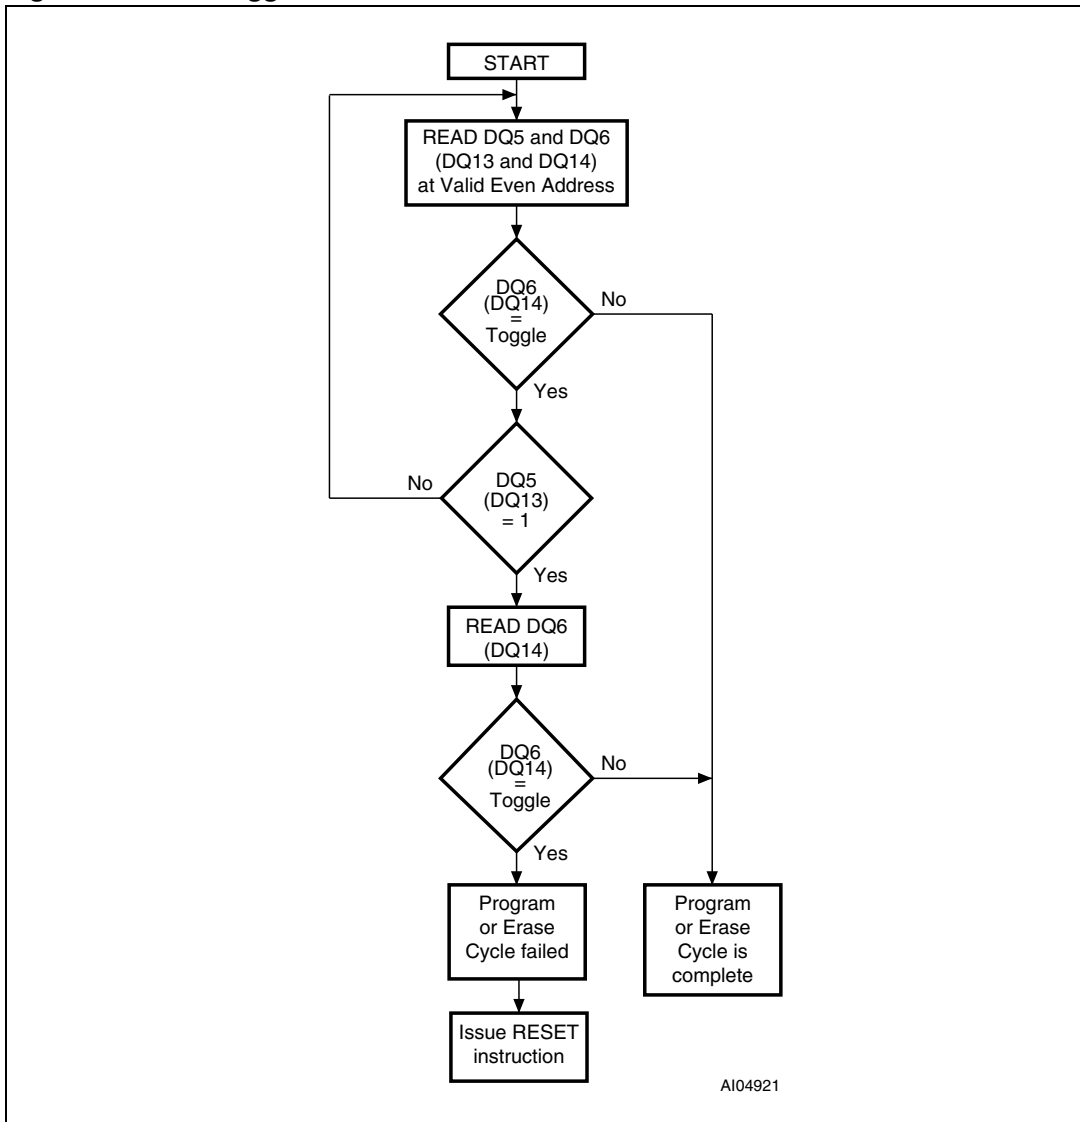 START
READ DQ5 and DQ6
(DQ13 and DQ14)
at Valid Even Address
DQ6
(DQ14)
=
Toggle
No
Yes
DQ5
(DQ13)
= 1
No
Yes
READ DQ6
(DQ14)
DQ6
(DQ14)
=
Toggle
No
Yes
Program
or Erase
Cycle failed
Program
or Erase
Cycle is
complete
Issue RESET
instruction
AI04921